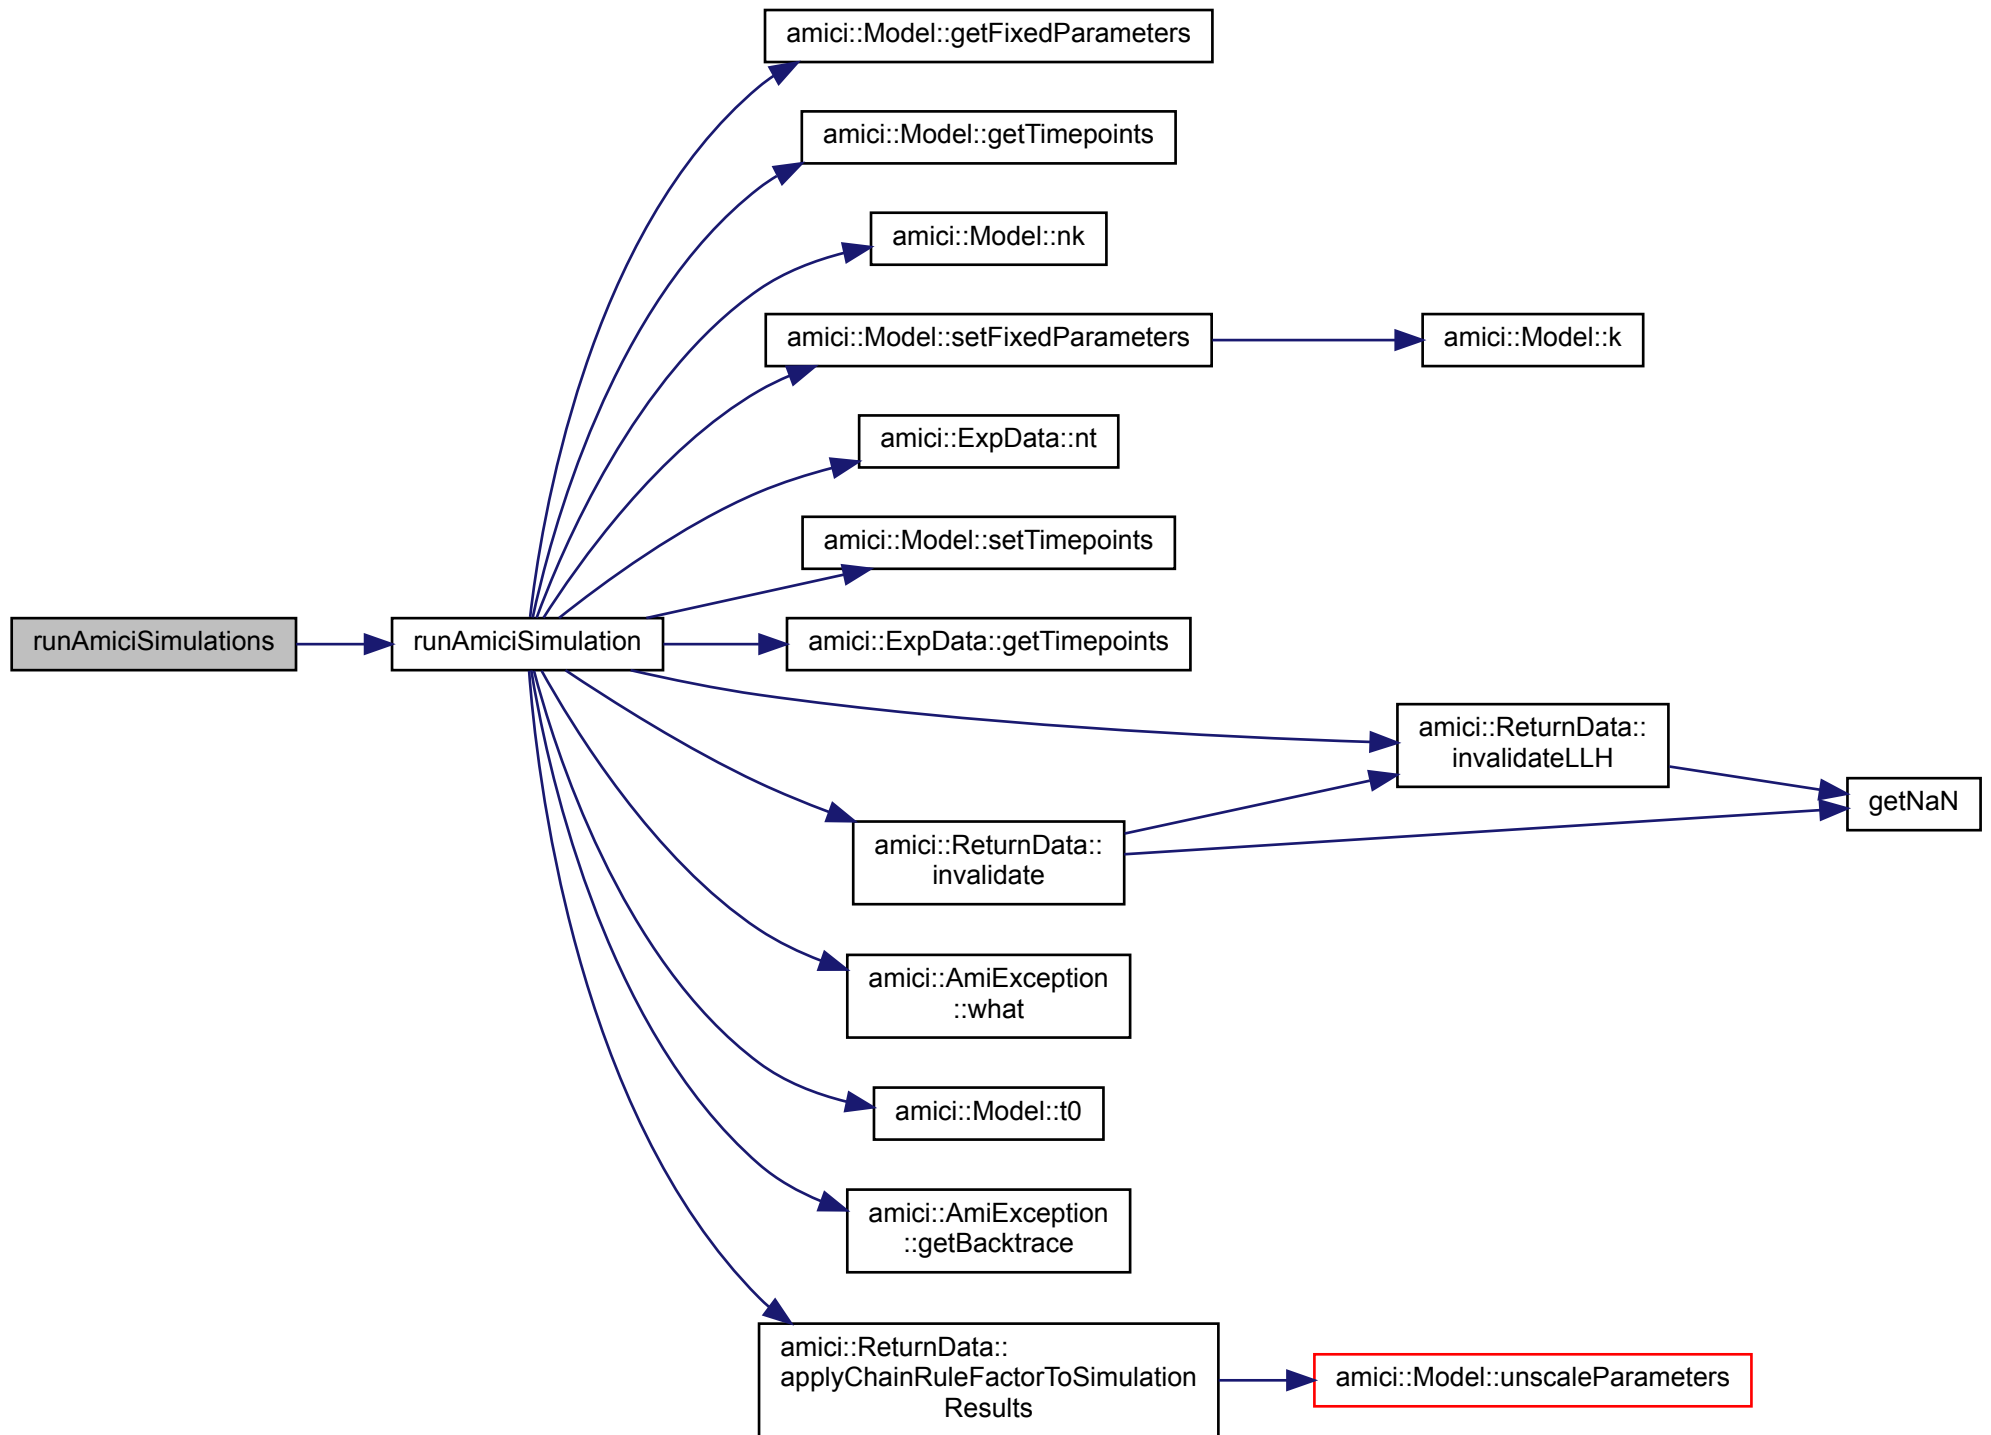 amici::Model::getFixedParameters
amici::Model::getTimepoints
amici::Model::nk
amici::Model::setFixedParameters
amici::Model::k
amici::ExpData::nt
amici::Model::setTimepoints
runAmiciSimulations
runAmiciSimulation
amici::ExpData::getTimepoints
amici::ReturnData::
invalidateLLH
getNaN
amici::ReturnData::
invalidate
amici::AmiException
::what
amici::Model::t0
amici::AmiException
::getBacktrace
amici::ReturnData::
applyChainRuleFactorToSimulation
Results
amici::Model::unscaleParameters